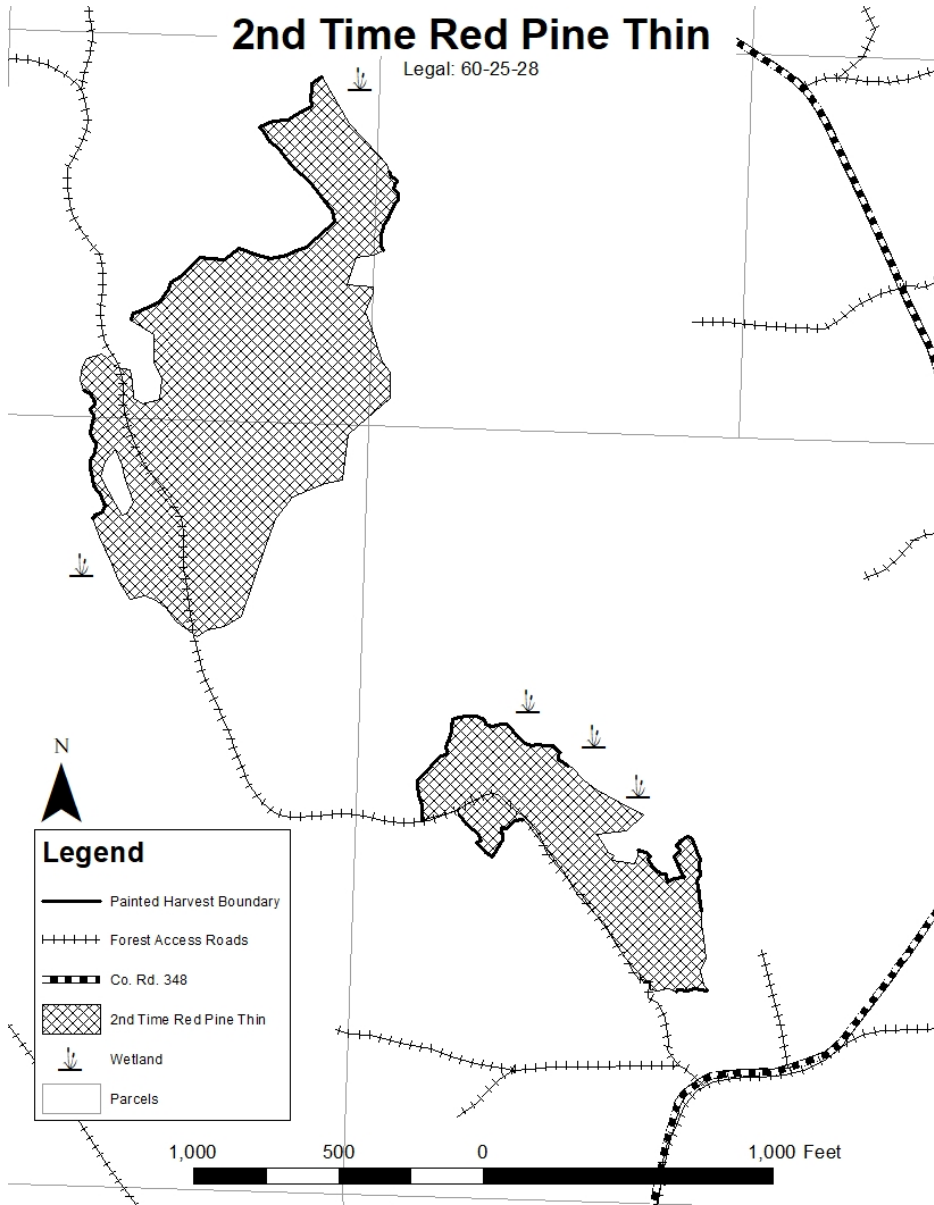 2nd Time Red Pine Thin
Legal: 60-25-28
N
Legend
Painted Harvest Boundary
Forest Access Roads
Co. Rd. 348
2nd Time Red Pine Thin
Wetland
Parcels
1,000 500 0 1,000 Feet